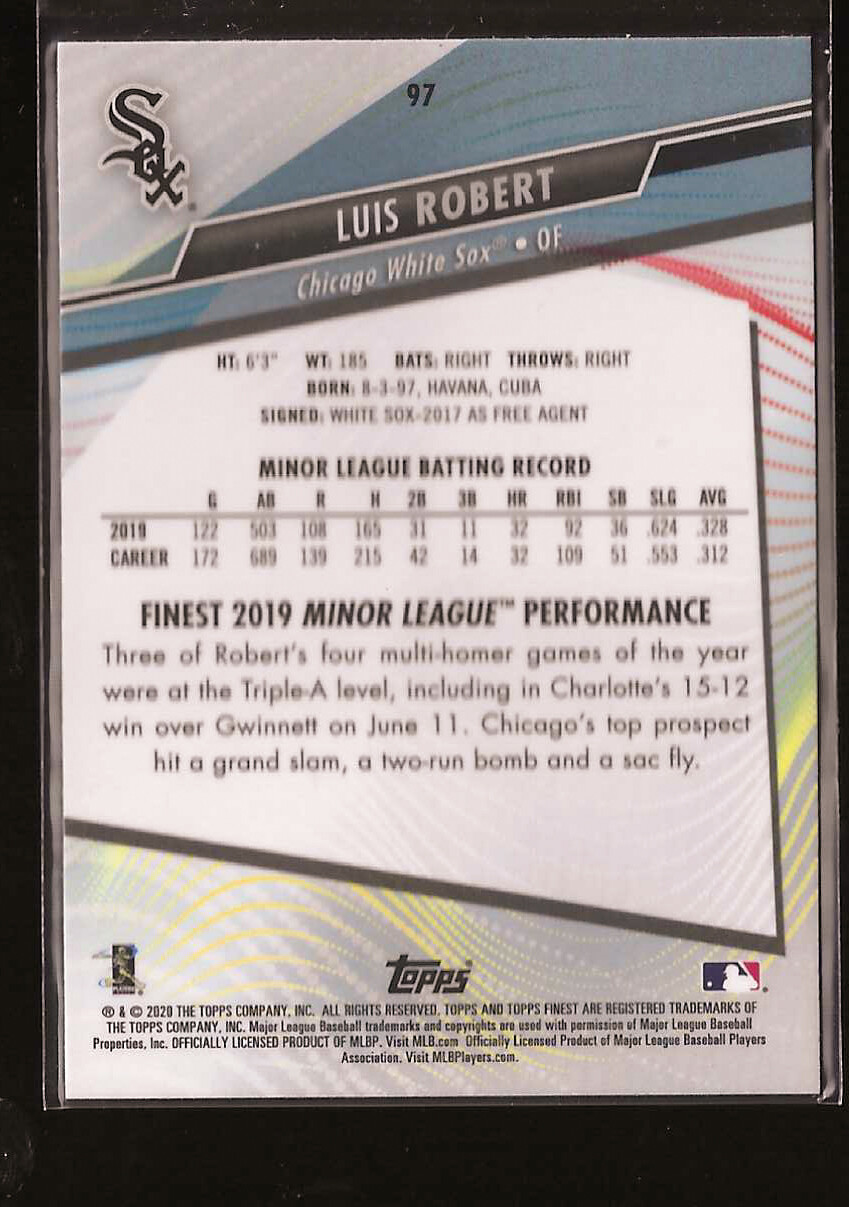 97
Sox
LUIS ROBERT
Chicago White Sox® • OF
HT: 6'3" WT: 185 BATS: RIGHT THROWS: RIGHT
BORN: 8-3-97, HAVANA, CUBA
SIGNED: WHITE SOX-2017 AS FREE AGENT
MINOR LEAGUE BATTING RECORD
G AB R H 2B 3B HR RBI SB SLG AVG
2019 122 503 108 165 31 11 32 92 36 .624 .328
CAREER 172 689 139 215 42 14 32 109 51 .553 .312
FINEST 2019 MINOR LEAGUE™ PERFORMANCE
Three of Robert's four multi-homer games of the year
were at the Triple-A level, including in Charlotte's 15-12
win over Gwinnett on June 11. Chicago's top prospect
hit a grand slam, a two-run bomb and a sac fly.
topps®
® & © 2020 THE TOPPS COMPANY, INC. ALL RIGHTS RESERVED. TOPPS AND TOPPS FINEST ARE REGISTERED TRADEMARKS OF
THE TOPPS COMPANY, INC. Major League Baseball trademarks and copyrights are used with permission of Major League Baseball
Properties, Inc. OFFICIALLY LICENSED PRODUCT OF MLBP. Visit MLB.com Officially Licensed Product of Major League Baseball Players
Association. Visit MLBPlayers.com.